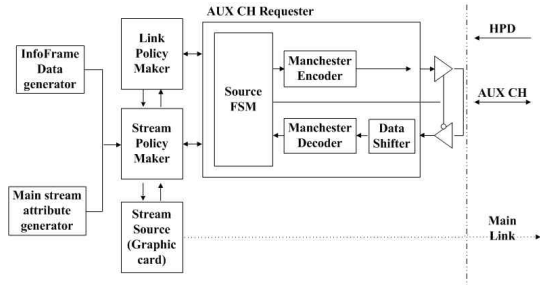 AUX CH Requester
InfoFrame
Data
generator
Main stream
attribute
generator
Link
Policy
Maker
Stream
Policy
Maker
Stream
Source
(Graphic
card)
Source
FSM
Manchester
Encoder
Manchester
Decoder
Data
Shifter
HPD
AUX CH
Main
Link